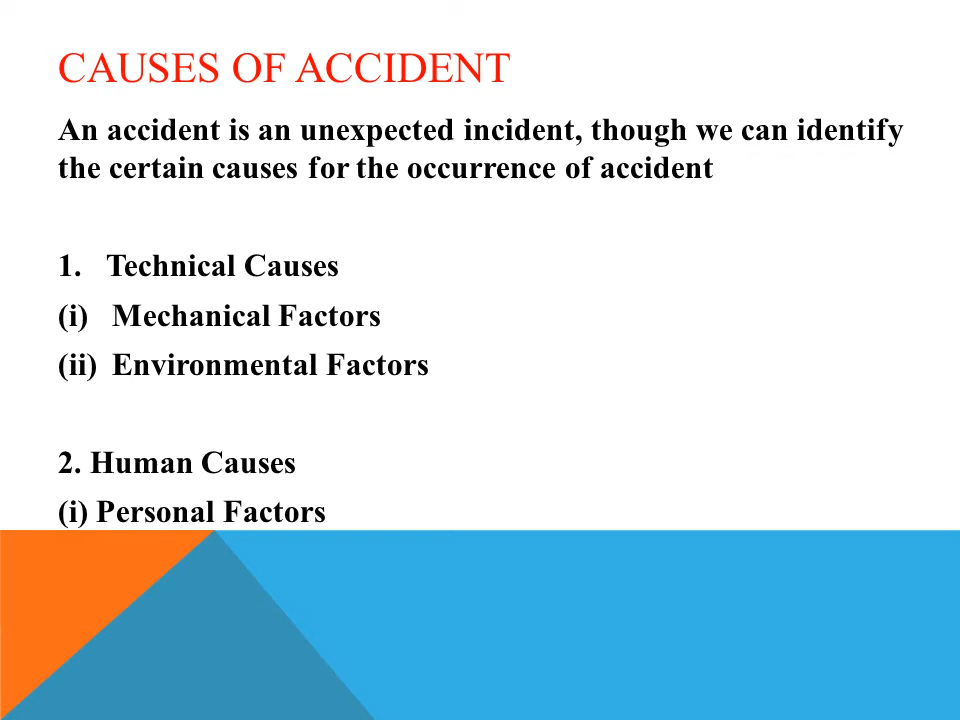 CAUSES OF ACCIDENT
An accident is an unexpected incident, though we can identify
the certain causes for the occurrence of accident
1. Technical Causes
(i) Mechanical Factors
(ii) Environmental Factors
2. Human Causes
(i) Personal Factors